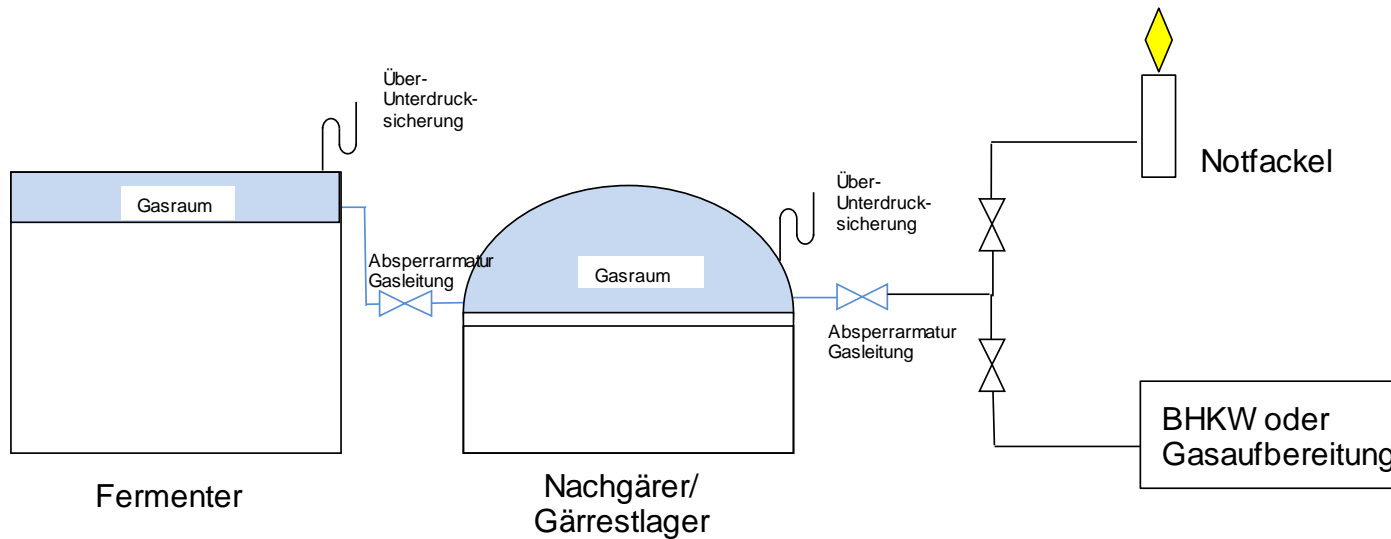 Über-
Unterdruck-
sicherung
Gasraum
Absperrarmatur
Gasleitung
Fermenter
Gasraum
Über-
Unterdruck-
sicherung
Nachgärer/
Gärrestlager
Absperrarmatur
Gasleitung
Notfackel
BHKW oder
Gasaufbereitung